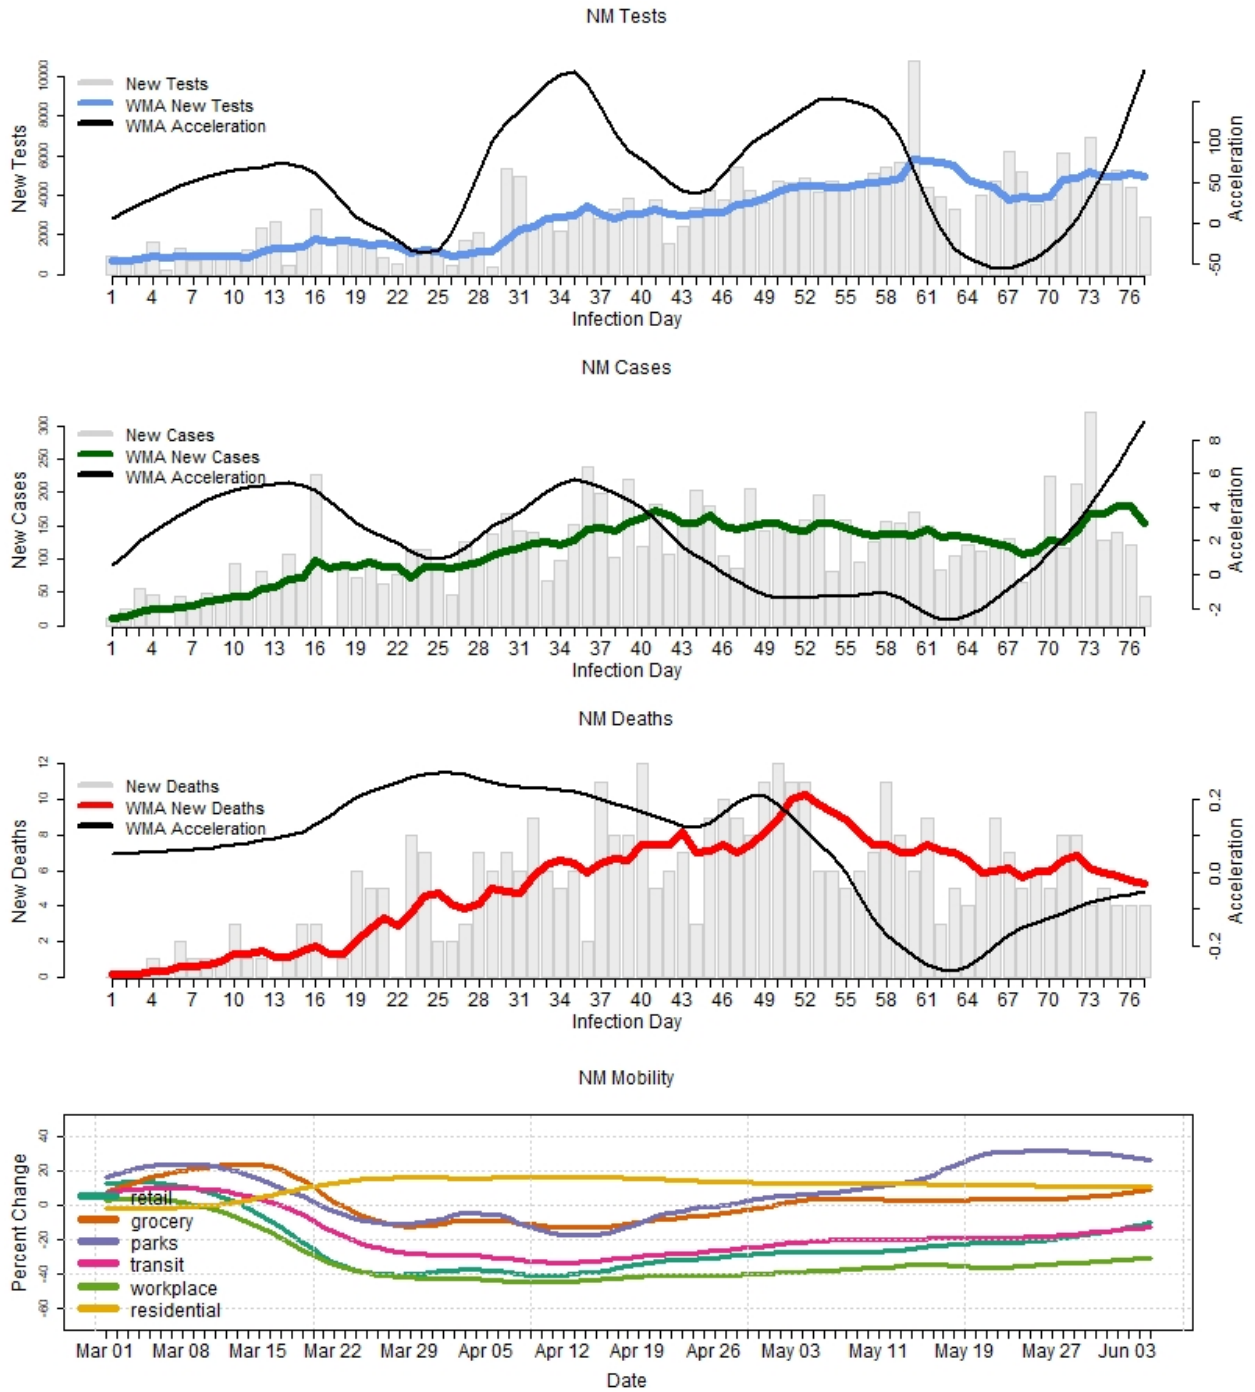 NM Tests
New Tests
WMA New Tests
WMA Acceleration
New Tests
0 2000 4000 6000 8000 10000
Acceleration
-50 0 50 100
1 4 7 10 13 16 19 22 25 28 31 34 37 40 43 46 49 52 55 58 61 64 67 70 73 76
Infection Day
NM Cases
New Cases
WMA New Cases
WMA Acceleration
New Cases
0 50 100 150 200 250 300
Acceleration
-2 0 2 4 6 8
1 4 7 10 13 16 19 22 25 28 31 34 37 40 43 46 49 52 55 58 61 64 67 70 73 76
Infection Day
NM Deaths
New Deaths
WMA New Deaths
WMA Acceleration
New Deaths
0 2 4 6 8 10 12
Acceleration
-0.2 0.0 0.2
1 4 7 10 13 16 19 22 25 28 31 34 37 40 43 46 49 52 55 58 61 64 67 70 73 76
Infection Day
NM Mobility
Percent Change
-60 -40 -20 0 20 40
retail
grocery
parks
transit
workplace
residential
Mar 01 Mar 08 Mar 15 Mar 22 Mar 29 Apr 05 Apr 12 Apr 19 Apr 26 May 03 May 11 May 19 May 27 Jun 03
Date